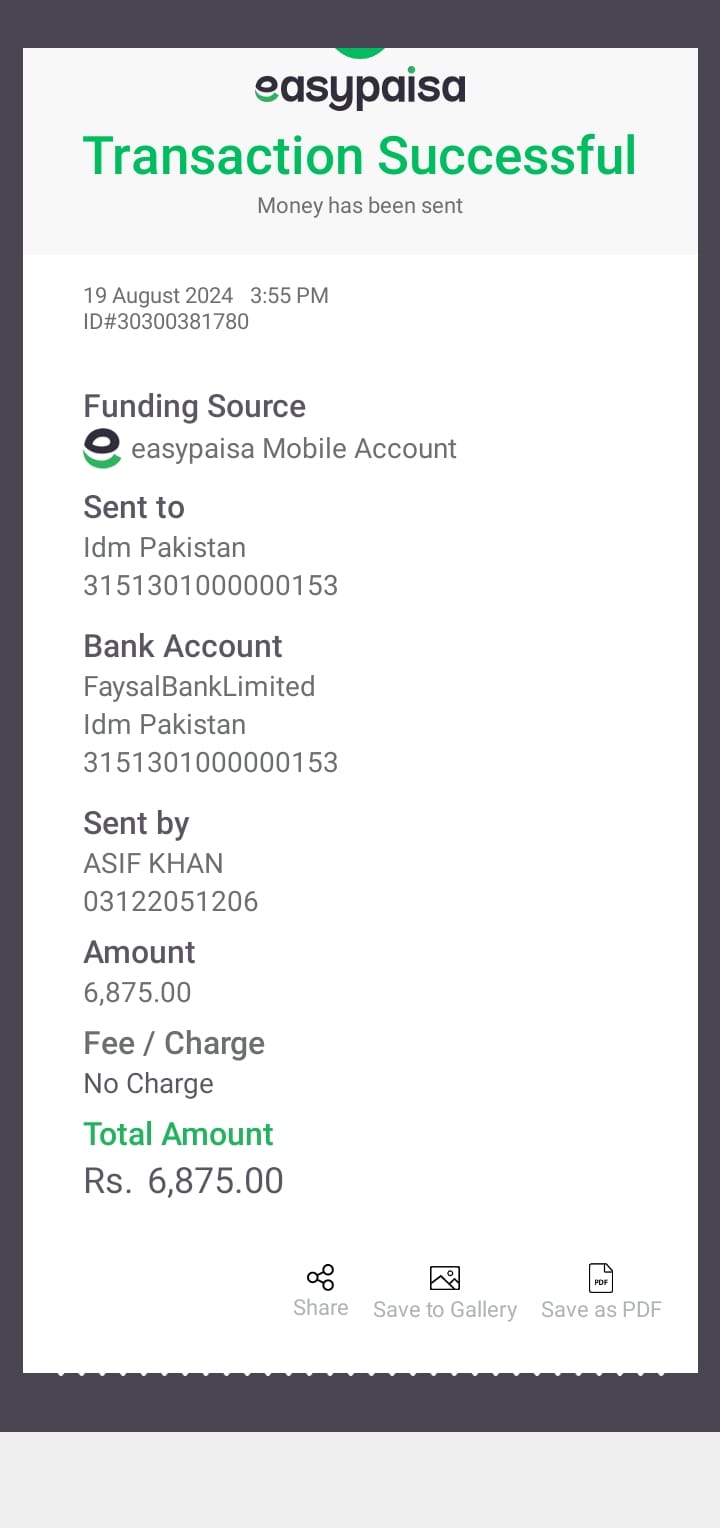 easypaisa
Transaction Successful
Money has been sent
19 August 2024 3:55 PM
ID#30300381780
Funding Source
easypaisa Mobile Account
Sent to
Idm Pakistan
3151301000000153
Bank Account
FaysalBankLimited
Idm Pakistan
3151301000000153
Sent by
ASIF KHAN
03122051206
Amount
6,875.00
Fee / Charge
No Charge
Total Amount
Rs. 6,875.00
PDF
Share Save to Gallery Save as PDF